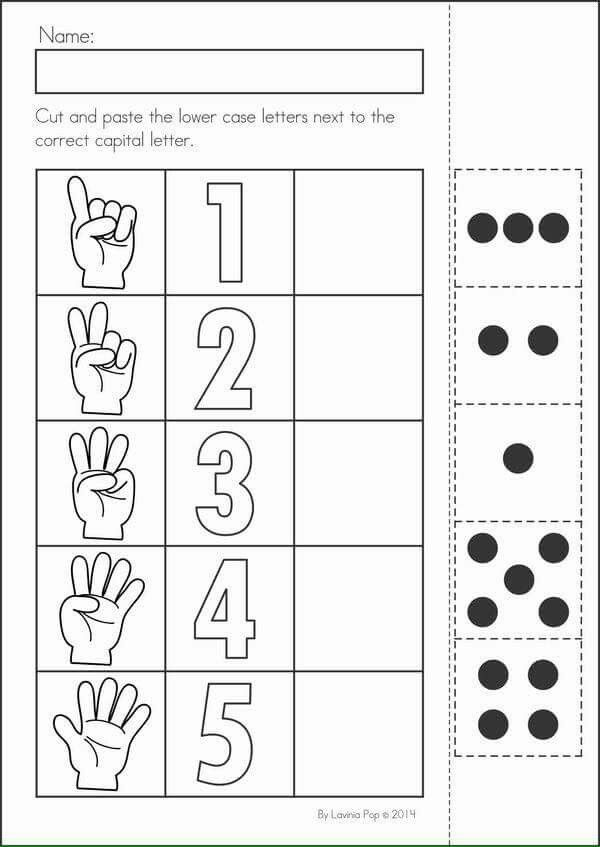 Name:
Cut and paste the lower case letters next to the
correct capital letter.
1
2
3
4
5
By Lavinia Pop © 2014